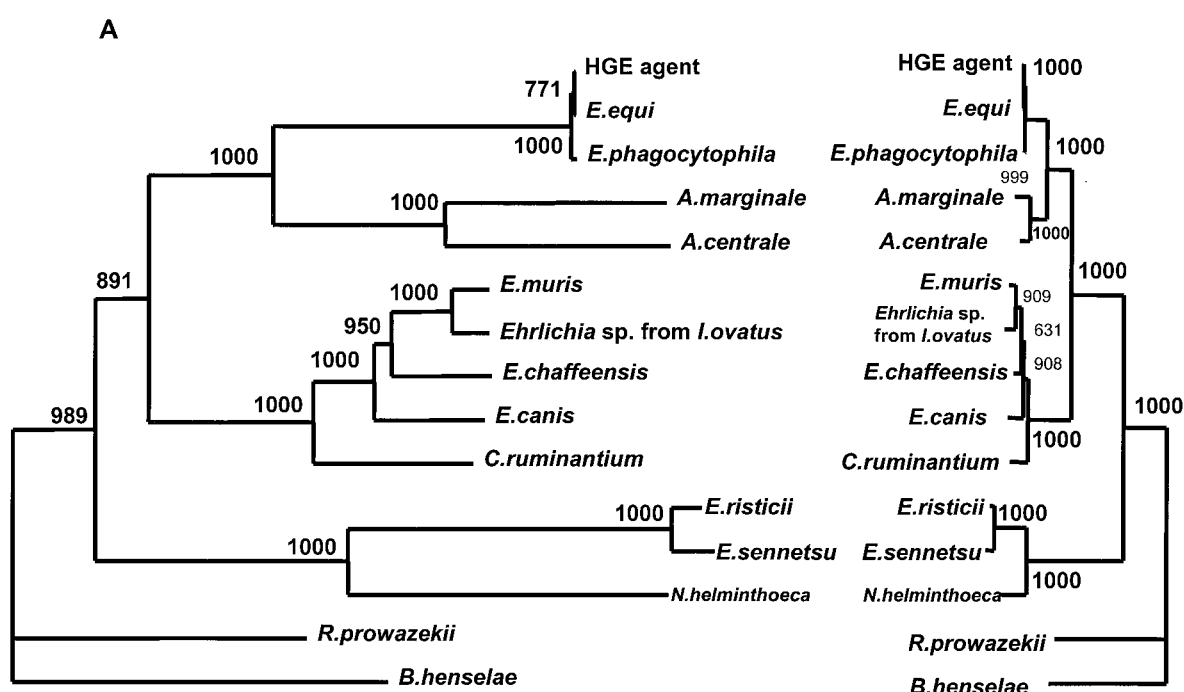 A
HGE agent
771
E.equi
1000
E.phagocytophila
1000
A.marginale
1000
A.centrale
891
E.muris
1000
Ehrlichia sp. from I.ovatus
950
E.chaffeensis
1000
E.canis
1000
C.ruminantium
989
E.risticii
1000
E.sennetsu
1000
N.helminthoeca
R.prowazekii
B.henselae
HGE agent
1000
E.equi
E.phagocytophila
1000
999
A.marginale
A.centrale
1000
E.muris
1000
909
Ehrlichia sp.
from I.ovatus
631
E.chaffeensis
908
E.canis
1000
C.ruminantium
1000
E.risticii
1000
E.sennetsu
N.helminthoeca
1000
R.prowazekii
B.henselae